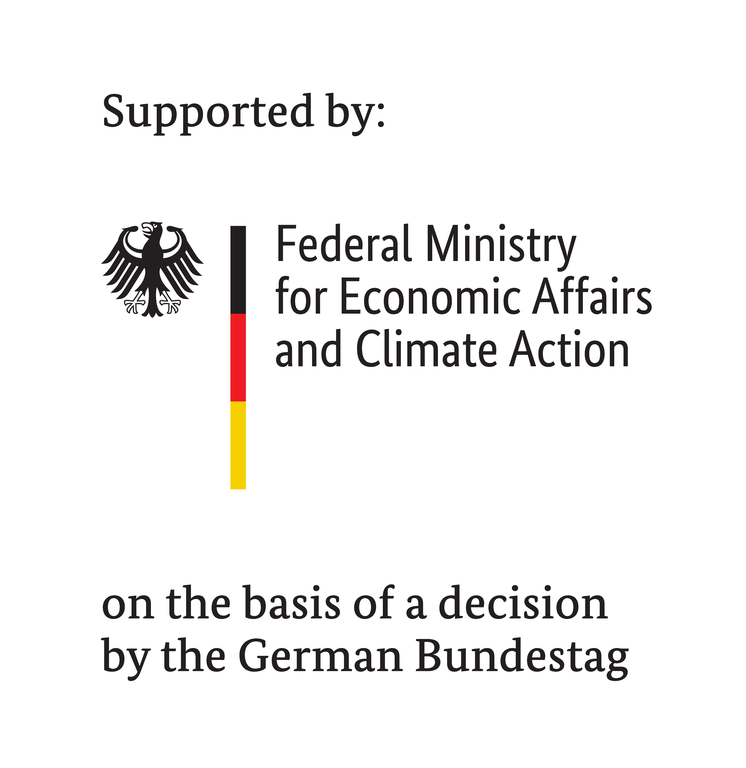 Supported by:
Federal Ministry
for Economic Affairs
and Climate Action
on the basis of a decision
by the German Bundestag